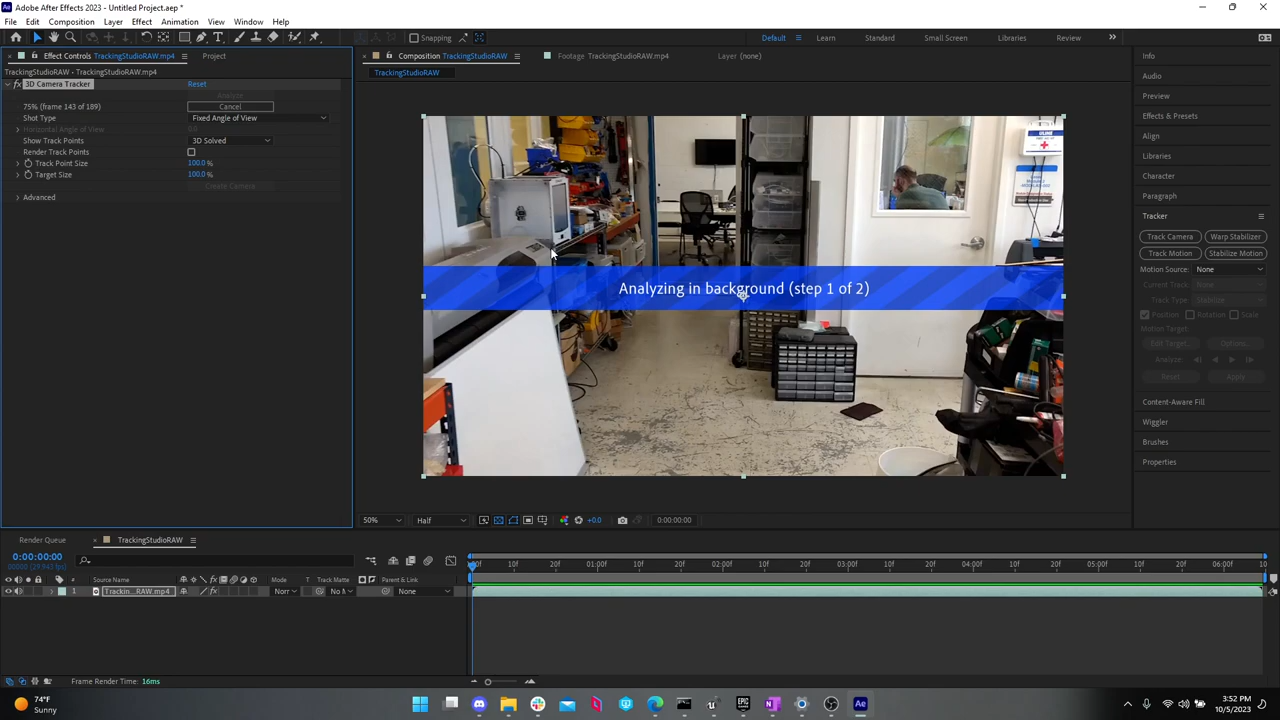 Adobe After Effects 2023 - Untitled Project.aep *
File Edit Composition Layer Effect Animation View Window Help
Snapping
Default
Learn
Standard
Small Screen
Libraries
Review
Effect Controls TrackingStudioRAW.mp4
Project
TrackingStudioRAW • TrackingStudioRAW.mp4
fx 3D Camera Tracker
Reset
Analyze
75% (frame 143 of 189)
Cancel
Shot Type
Fixed Angle of View
Horizontal Angle of View
0.0
Show Track Points
3D Solved
Render Track Points
Track Point Size
100.0 %
Target Size
100.0 %
Create Camera
Advanced
Composition TrackingStudioRAW
Footage TrackingStudioRAW.mp4
Layer (none)
TrackingStudioRAW
ULINE
Analyzing in background (step 1 of 2)
50%
Half
+0.0
0:00:00:00
Info
Audio
Preview
Effects & Presets
Align
Libraries
Character
Paragraph
Tracker
Track Camera
Warp Stabilizer
Track Motion
Stabilize Motion
Motion Source:
None
Current Track:
None
Track Type:
Stabilize
Position
Rotation
Scale
Motion Target:
Edit Target...
Options...
Analyze:
Reset
Apply
Content-Aware Fill
Wiggler
Brushes
Properties
Render Queue
TrackingStudioRAW
0:00:00:00
00000 (29.943 fps)
#
Source Name
Mode
T
Track Matte
Parent & Link
1
Trackin...RAW.mp4
Norr
No M
None
10f
20f
01:00f
10f
20f
02:00f
10f
20f
03:00f
10f
20f
04:00f
10f
20f
05:00f
10f
20f
06:00f
10
Frame Render Time: 16ms
74°F
Sunny
Ae
3:52 PM
10/5/2023